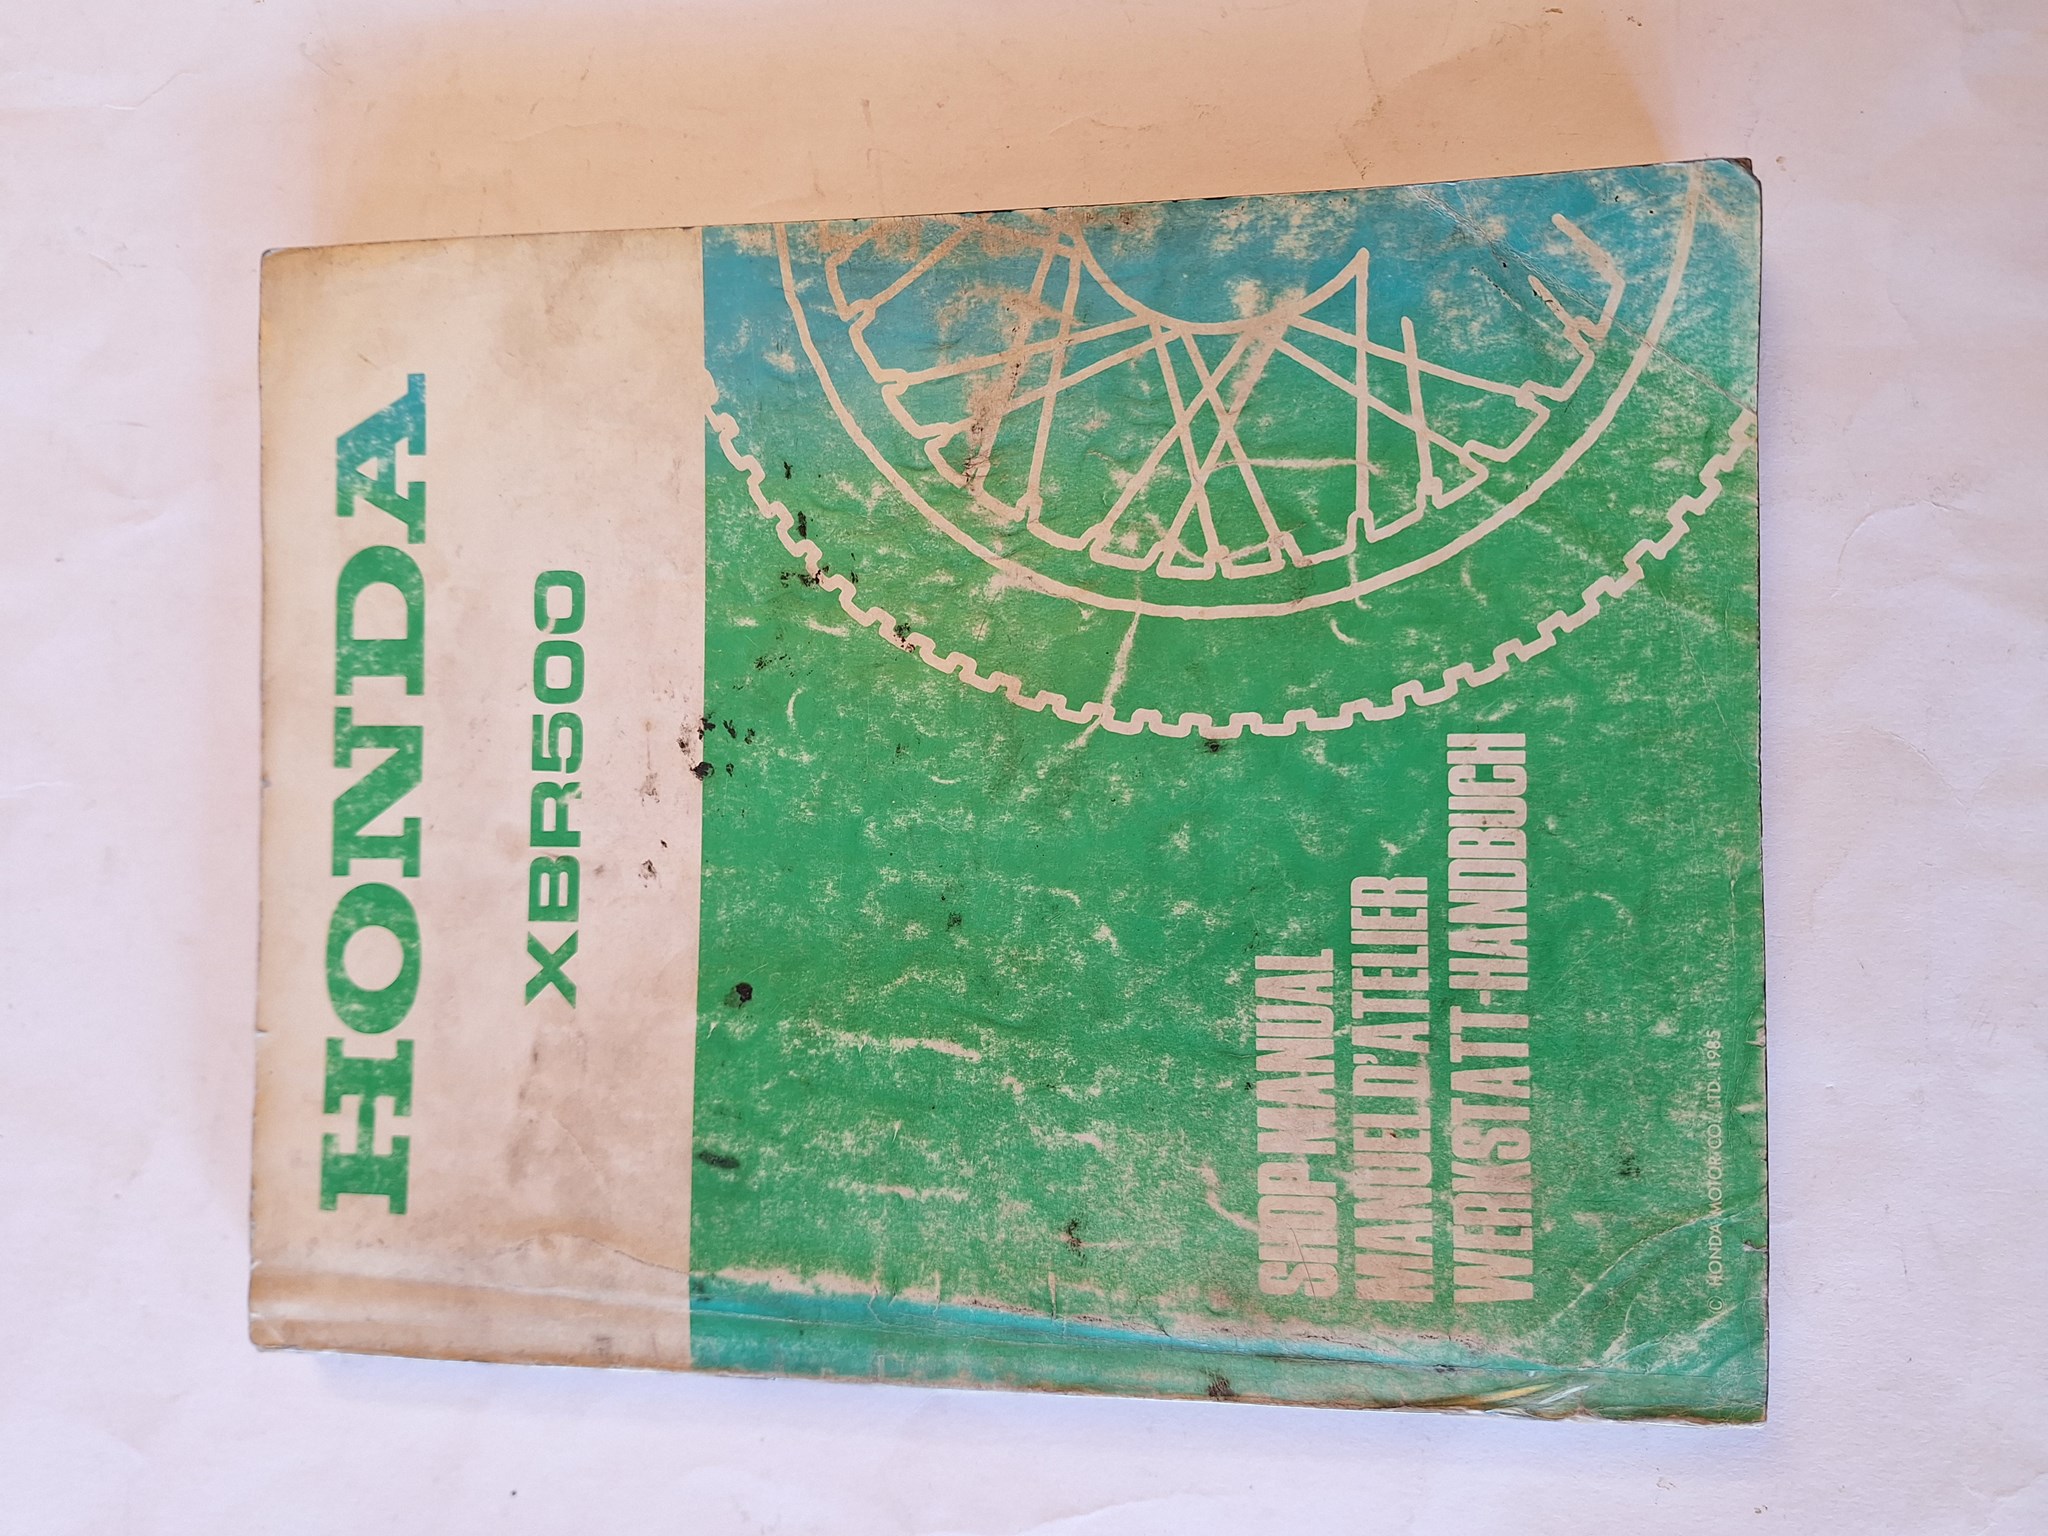 HONDA
XBR500
SHOP MANUAL
MANUEL D'ATELIER
WERKSTATT-HANDBUCH
© HONDA MOTOR CO., LTD. 1985